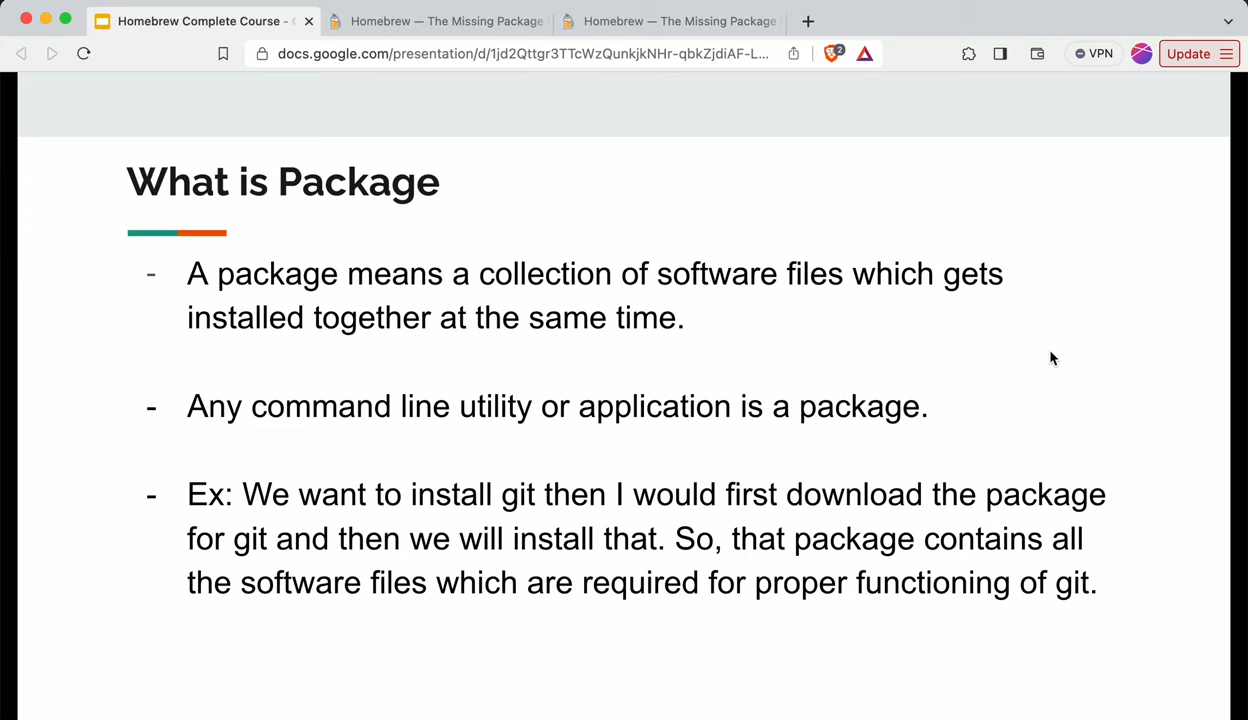 Homebrew Complete Course -
Homebrew — The Missing Package
Homebrew — The Missing Package
docs.google.com/presentation/d/1jd2Qttgr3TTcWzQunkjkNHr-qbkZjdiAF-L...
2
VPN
Update
What is Package
- A package means a collection of software files which gets
installed together at the same time.
- Any command line utility or application is a package.
- Ex: We want to install git then I would first download the package
for git and then we will install that. So, that package contains all
the software files which are required for proper functioning of git.